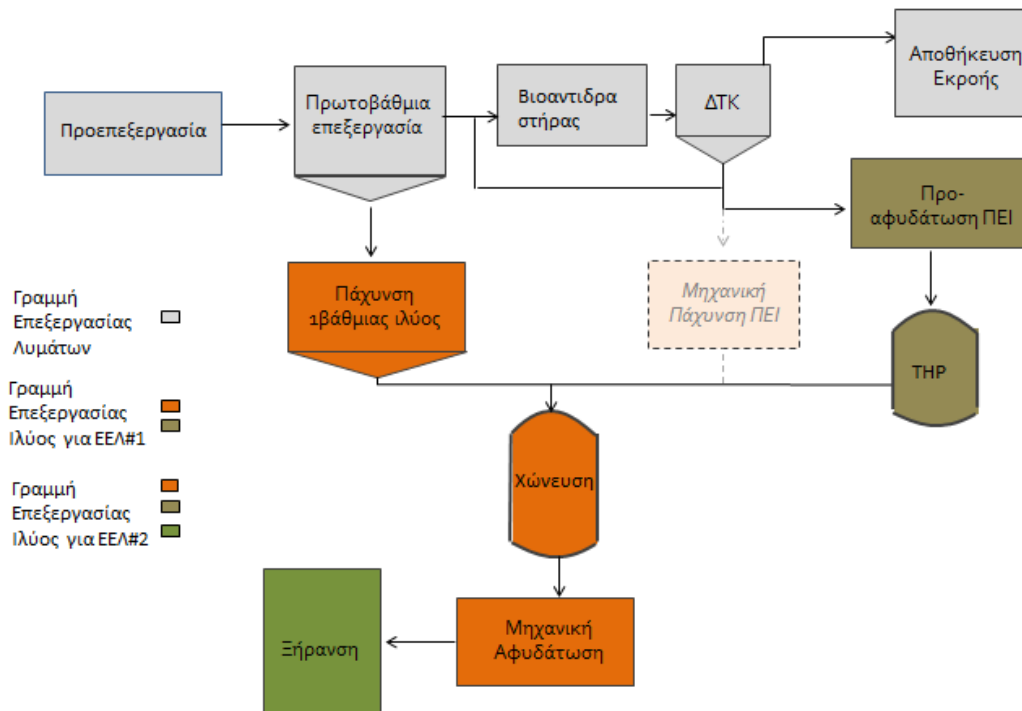 Προεπεξεργασία
Πρωτοβάθμια
επεξεργασία
Βιοαντιδρα
στήρας
ΔΤΚ
Αποθήκευση
Εκροής
Προ-
αφυδάτωση ΠΕΙ
Πάχυνση
1βάθμιας ιλύος
Μηχανική
Πάχυνση ΠΕΙ
THP
Γραμμή
Επεξεργασίας
Λυμάτων
Γραμμή
Επεξεργασίας
Ιλύος για ΕΕΛ#1
Γραμμή
Επεξεργασίας
Ιλύος για ΕΕΛ#2
Χώνευση
Μηχανική
Αφυδάτωση
Ξήρανση